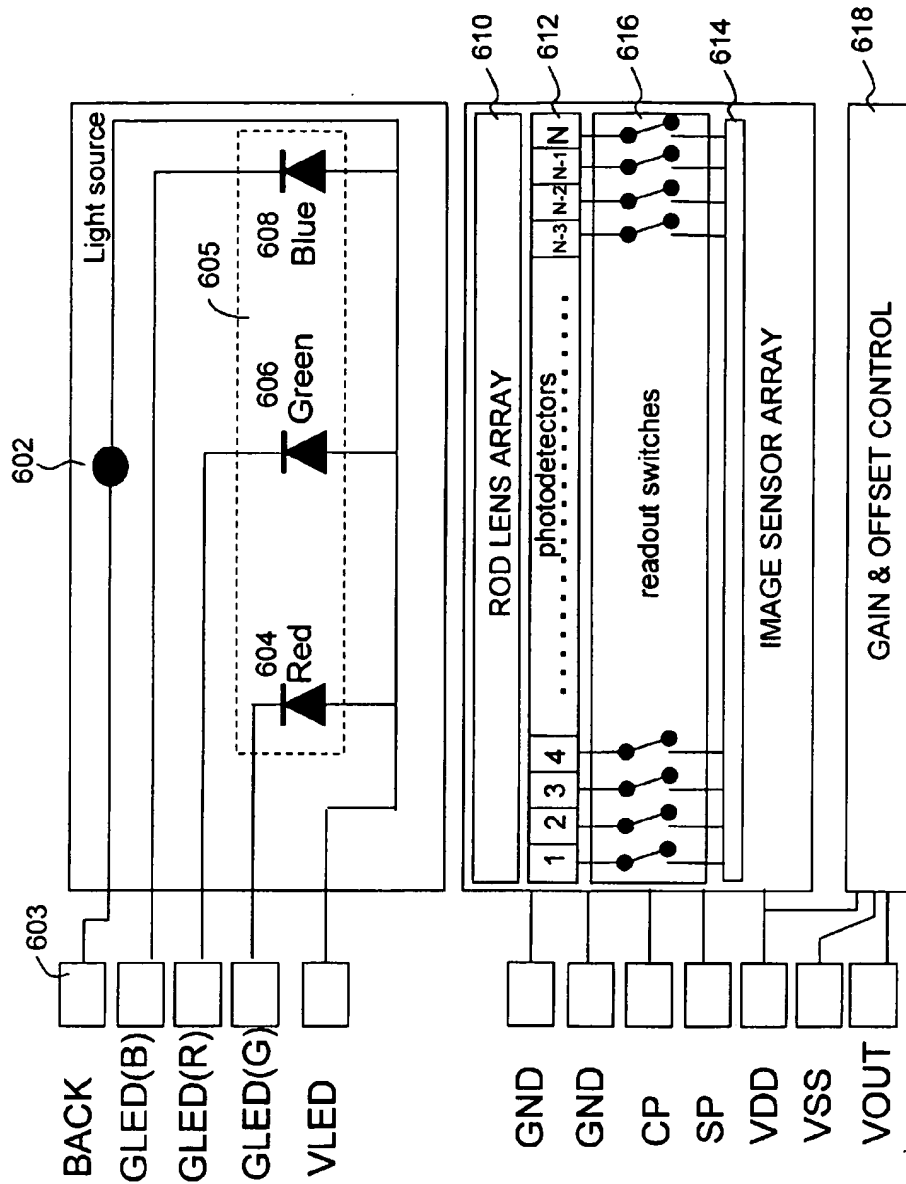 BACK
GLED(B)
GLED(R)
GLED(G)
VLED
603
602
Light source
605
604
Red
606
Green
608
Blue
GND
GND
CP
SP
VDD
VSS
VOUT
ROD LENS ARRAY
610
1 2 3 4
photodetectors
N-3 N-2 N-1 N
612
readout switches
616
614
IMAGE SENSOR ARRAY
GAIN & OFFSET CONTROL
618